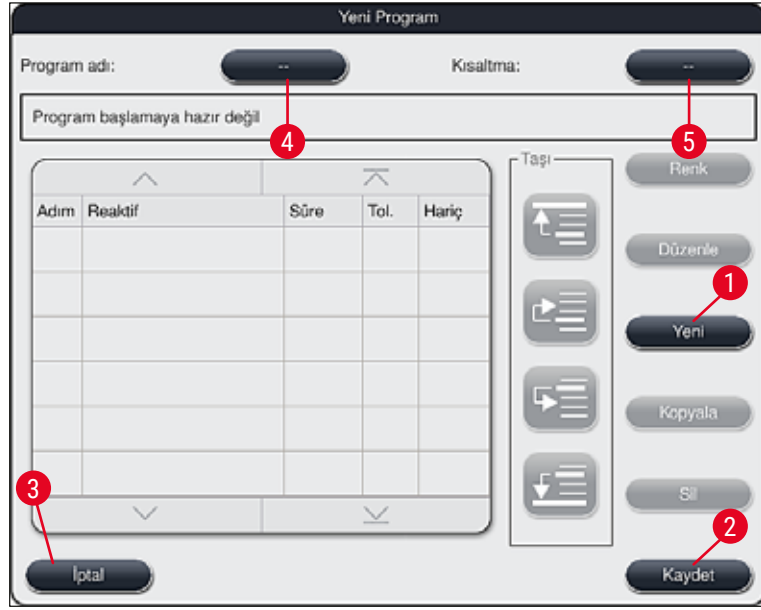 Yeni Program
Program adı: -- Kısaltma: --
4 5
Program başlamaya hazır değil
Taşı
Renk
Adım Reaktif Süre Tol. Hariç
Düzenle
1
Yeni
Kopyala
3
Sil
2
İptal Kaydet